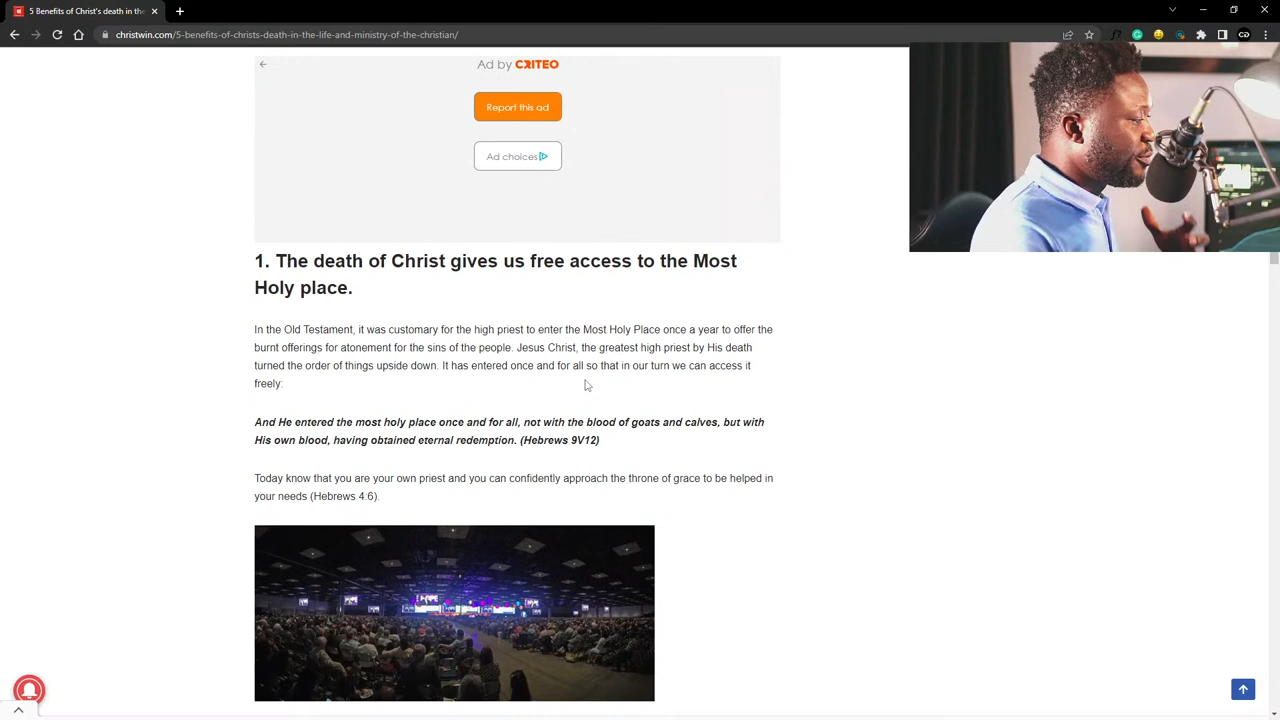 5 Benefits of Christ's death in the
christwin.com/5-benefits-of-christs-death-in-the-life-and-ministry-of-the-christian/
Ad by CRITEO
Report this ad
Ad choices
1. The death of Christ gives us free access to the Most
Holy place.
In the Old Testament, it was customary for the high priest to enter the Most Holy Place once a year to offer the
burnt offerings for atonement for the sins of the people. Jesus Christ, the greatest high priest by His death
turned the order of things upside down. It has entered once and for all so that in our turn we can access it
freely:
And He entered the most holy place once and for all, not with the blood of goats and calves, but with
His own blood, having obtained eternal redemption. (Hebrews 9V12)
Today know that you are your own priest and you can confidently approach the throne of grace to be helped in
your needs (Hebrews 4:6).